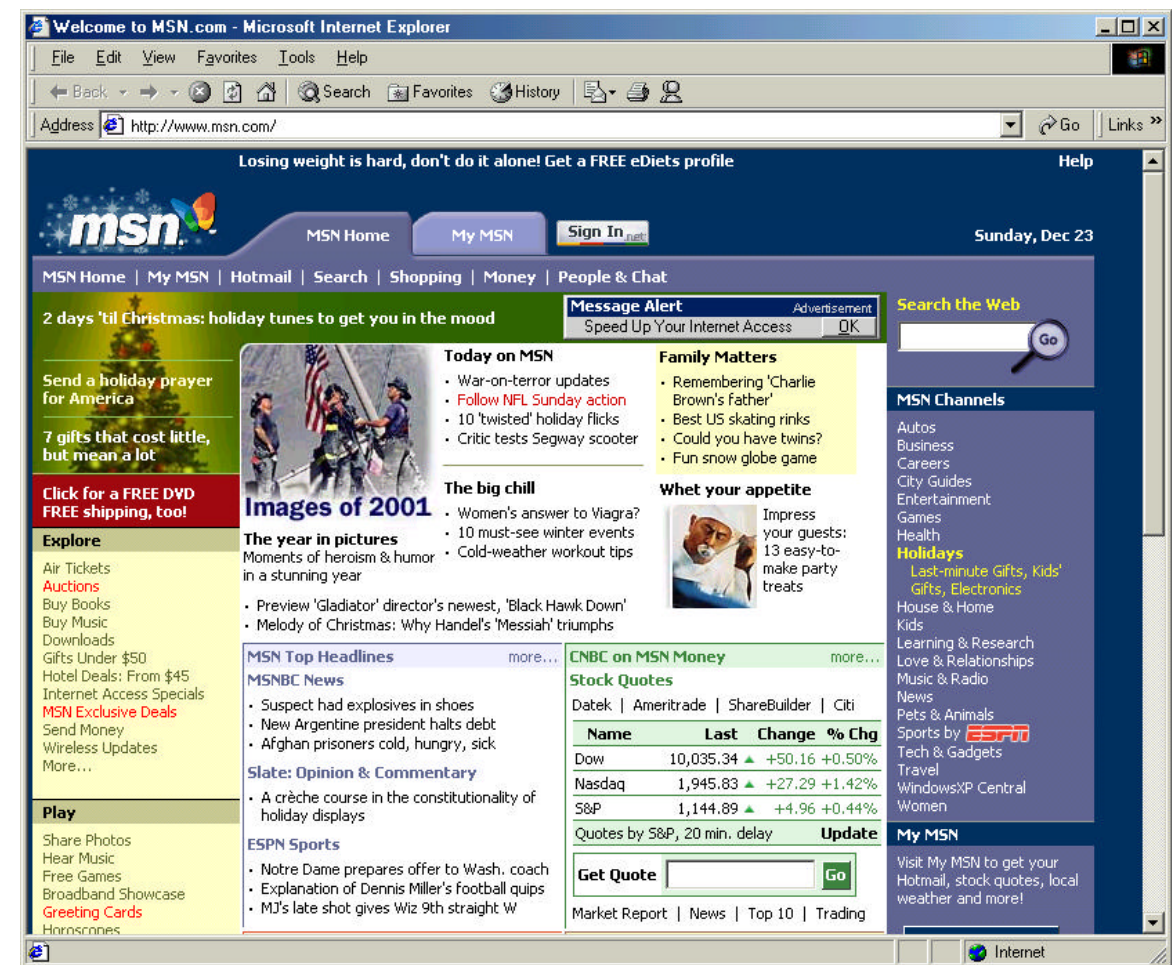 Welcome to MSN.com - Microsoft Internet Explorer
File Edit View Favorites Tools Help
Back Search Favorites History
Address http://www.msn.com/ Go Links »
Losing weight is hard, don't do it alone! Get a FREE eDiets profile Help
msn
MSN Home My MSN Sign In .net Sunday, Dec 23
MSN Home | My MSN | Hotmail | Search | Shopping | Money | People & Chat
2 days 'til Christmas: holiday tunes to get you in the mood
Message Alert Advertisement
Speed Up Your Internet Access OK
Send a holiday prayer
for America
7 gifts that cost little,
but mean a lot
Click for a FREE DVD
FREE shipping, too!
Explore
Air Tickets
Auctions
Buy Books
Buy Music
Downloads
Gifts Under $50
Hotel Deals: From $45
Internet Access Specials
MSN Exclusive Deals
Send Money
Wireless Updates
More...
Play
Share Photos
Hear Music
Free Games
Broadband Showcase
Greeting Cards
Horoscopes
Images of 2001
The year in pictures
Moments of heroism & humor
in a stunning year
Today on MSN
· War-on-terror updates
· Follow NFL Sunday action
· 10 'twisted' holiday flicks
· Critic tests Segway scooter
The big chill
· Women's answer to Viagra?
· 10 must-see winter events
· Cold-weather workout tips
Family Matters
· Remembering 'Charlie
Brown's father'
· Best US skating rinks
· Could you have twins?
· Fun snow globe game
Whet your appetite
Impress
your guests:
13 easy-to-
make party
treats
· Preview 'Gladiator' director's newest, 'Black Hawk Down'
· Melody of Christmas: Why Handel's 'Messiah' triumphs
MSN Top Headlines more...
MSNBC News
· Suspect had explosives in shoes
· New Argentine president halts debt
· Afghan prisoners cold, hungry, sick
Slate: Opinion & Commentary
· A crèche course in the constitutionality of
holiday displays
ESPN Sports
· Notre Dame prepares offer to Wash. coach
· Explanation of Dennis Miller's football quips
· MJ's late shot gives Wiz 9th straight W
CNBC on MSN Money more...
Stock Quotes
Datek | Ameritrade | ShareBuilder | Citi
Name Last Change % Chg
Dow 10,035.34 ▲ +50.16 +0.50%
Nasdaq 1,945.83 ▲ +27.29 +1.42%
S&P 1,144.89 ▲ +4.96 +0.44%
Quotes by S&P, 20 min. delay Update
Get Quote Go
Market Report | News | Top 10 | Trading
Search the Web
Go
MSN Channels
Autos
Business
Careers
City Guides
Entertainment
Games
Health
Holidays
Last-minute Gifts, Kids'
Gifts, Electronics
House & Home
Kids
Learning & Research
Love & Relationships
Music & Radio
News
Pets & Animals
Sports by ESPN
Tech & Gadgets
Travel
WindowsXP Central
Women
My MSN
Visit My MSN to get your
Hotmail, stock quotes, local
weather and more!
Internet